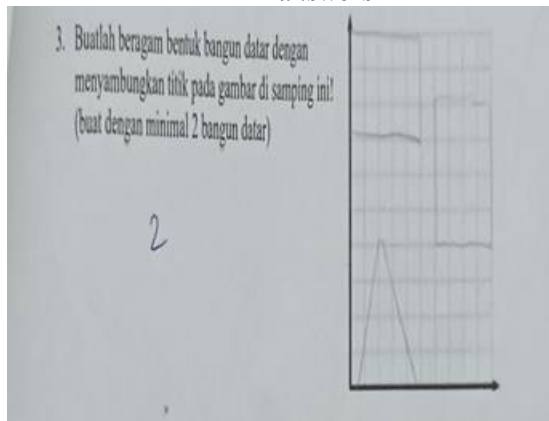 3. Buatlah beragam bentuk bangun datar dengan
menyambungkan titik pada gambar di samping ini!
(buat dengan minimal 2 bangun datar)
2